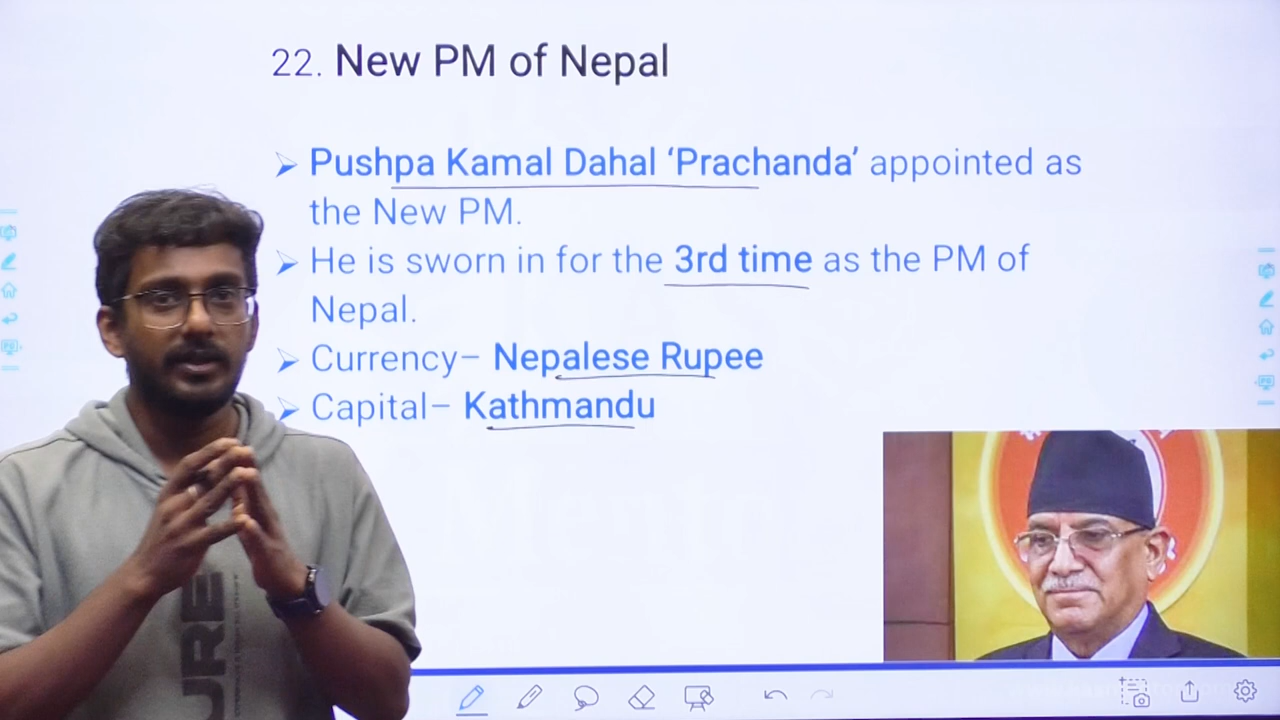 22. New PM of Nepal
➢ Pushpa Kamal Dahal ‘Prachanda’ appointed as
the New PM.
➢ He is sworn in for the 3rd time as the PM of
Nepal.
➢ Currency– Nepalese Rupee
➢ Capital– Kathmandu
URE